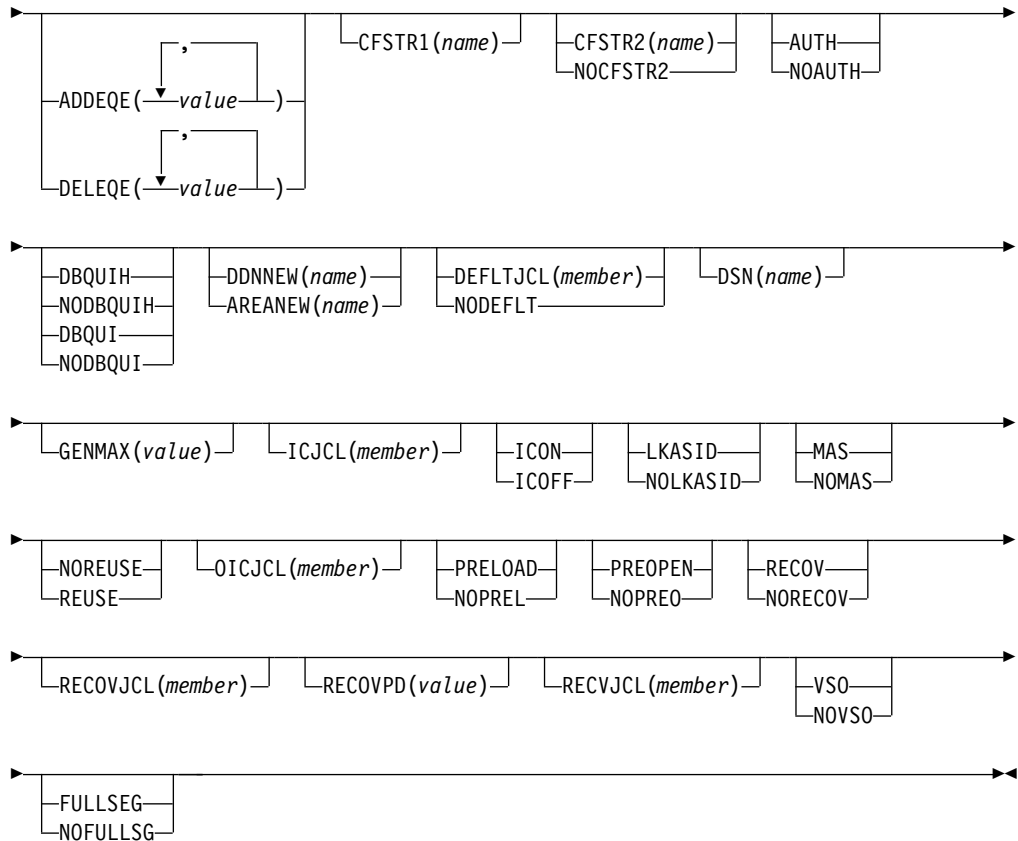 CFSTR1(name) CFSTR2(name) AUTH
, NOCFSTR2 NOAUTH
ADDEQE( value )
,
DELEQE( value )
DBQUIH DDNNEW(name) DEFLTJCL(member) DSN(name)
NODBQUIH AREANEW(name) NODEFLT
DBQUI
NODBQUI
GENMAX(value) ICJCL(member) ICON LKASID MAS
ICOFF NOLKASID NOMAS
NOREUSE OICJCL(member) PRELOAD PREOPEN RECOV
REUSE NOPREL NOPREO NORECOV
RECOVJCL(member) RECOVPD(value) RECVJCL(member) VSO
NOVSO
FULLSEG
NOFULLSG